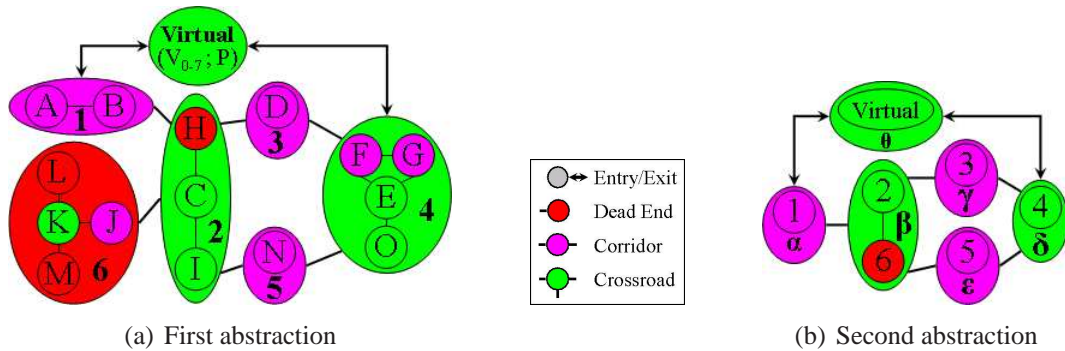 Virtual
(V0-7 ; P)
A B
1
H
D
3
F G
E
4
O
L
K J
M
6
C
2
I
N
5
Entry/Exit
Dead End
Corridor
Crossroad
Virtual
θ
1
α
2
β
6
3
γ
4
δ
5
ε
(a) First abstraction
(b) Second abstraction